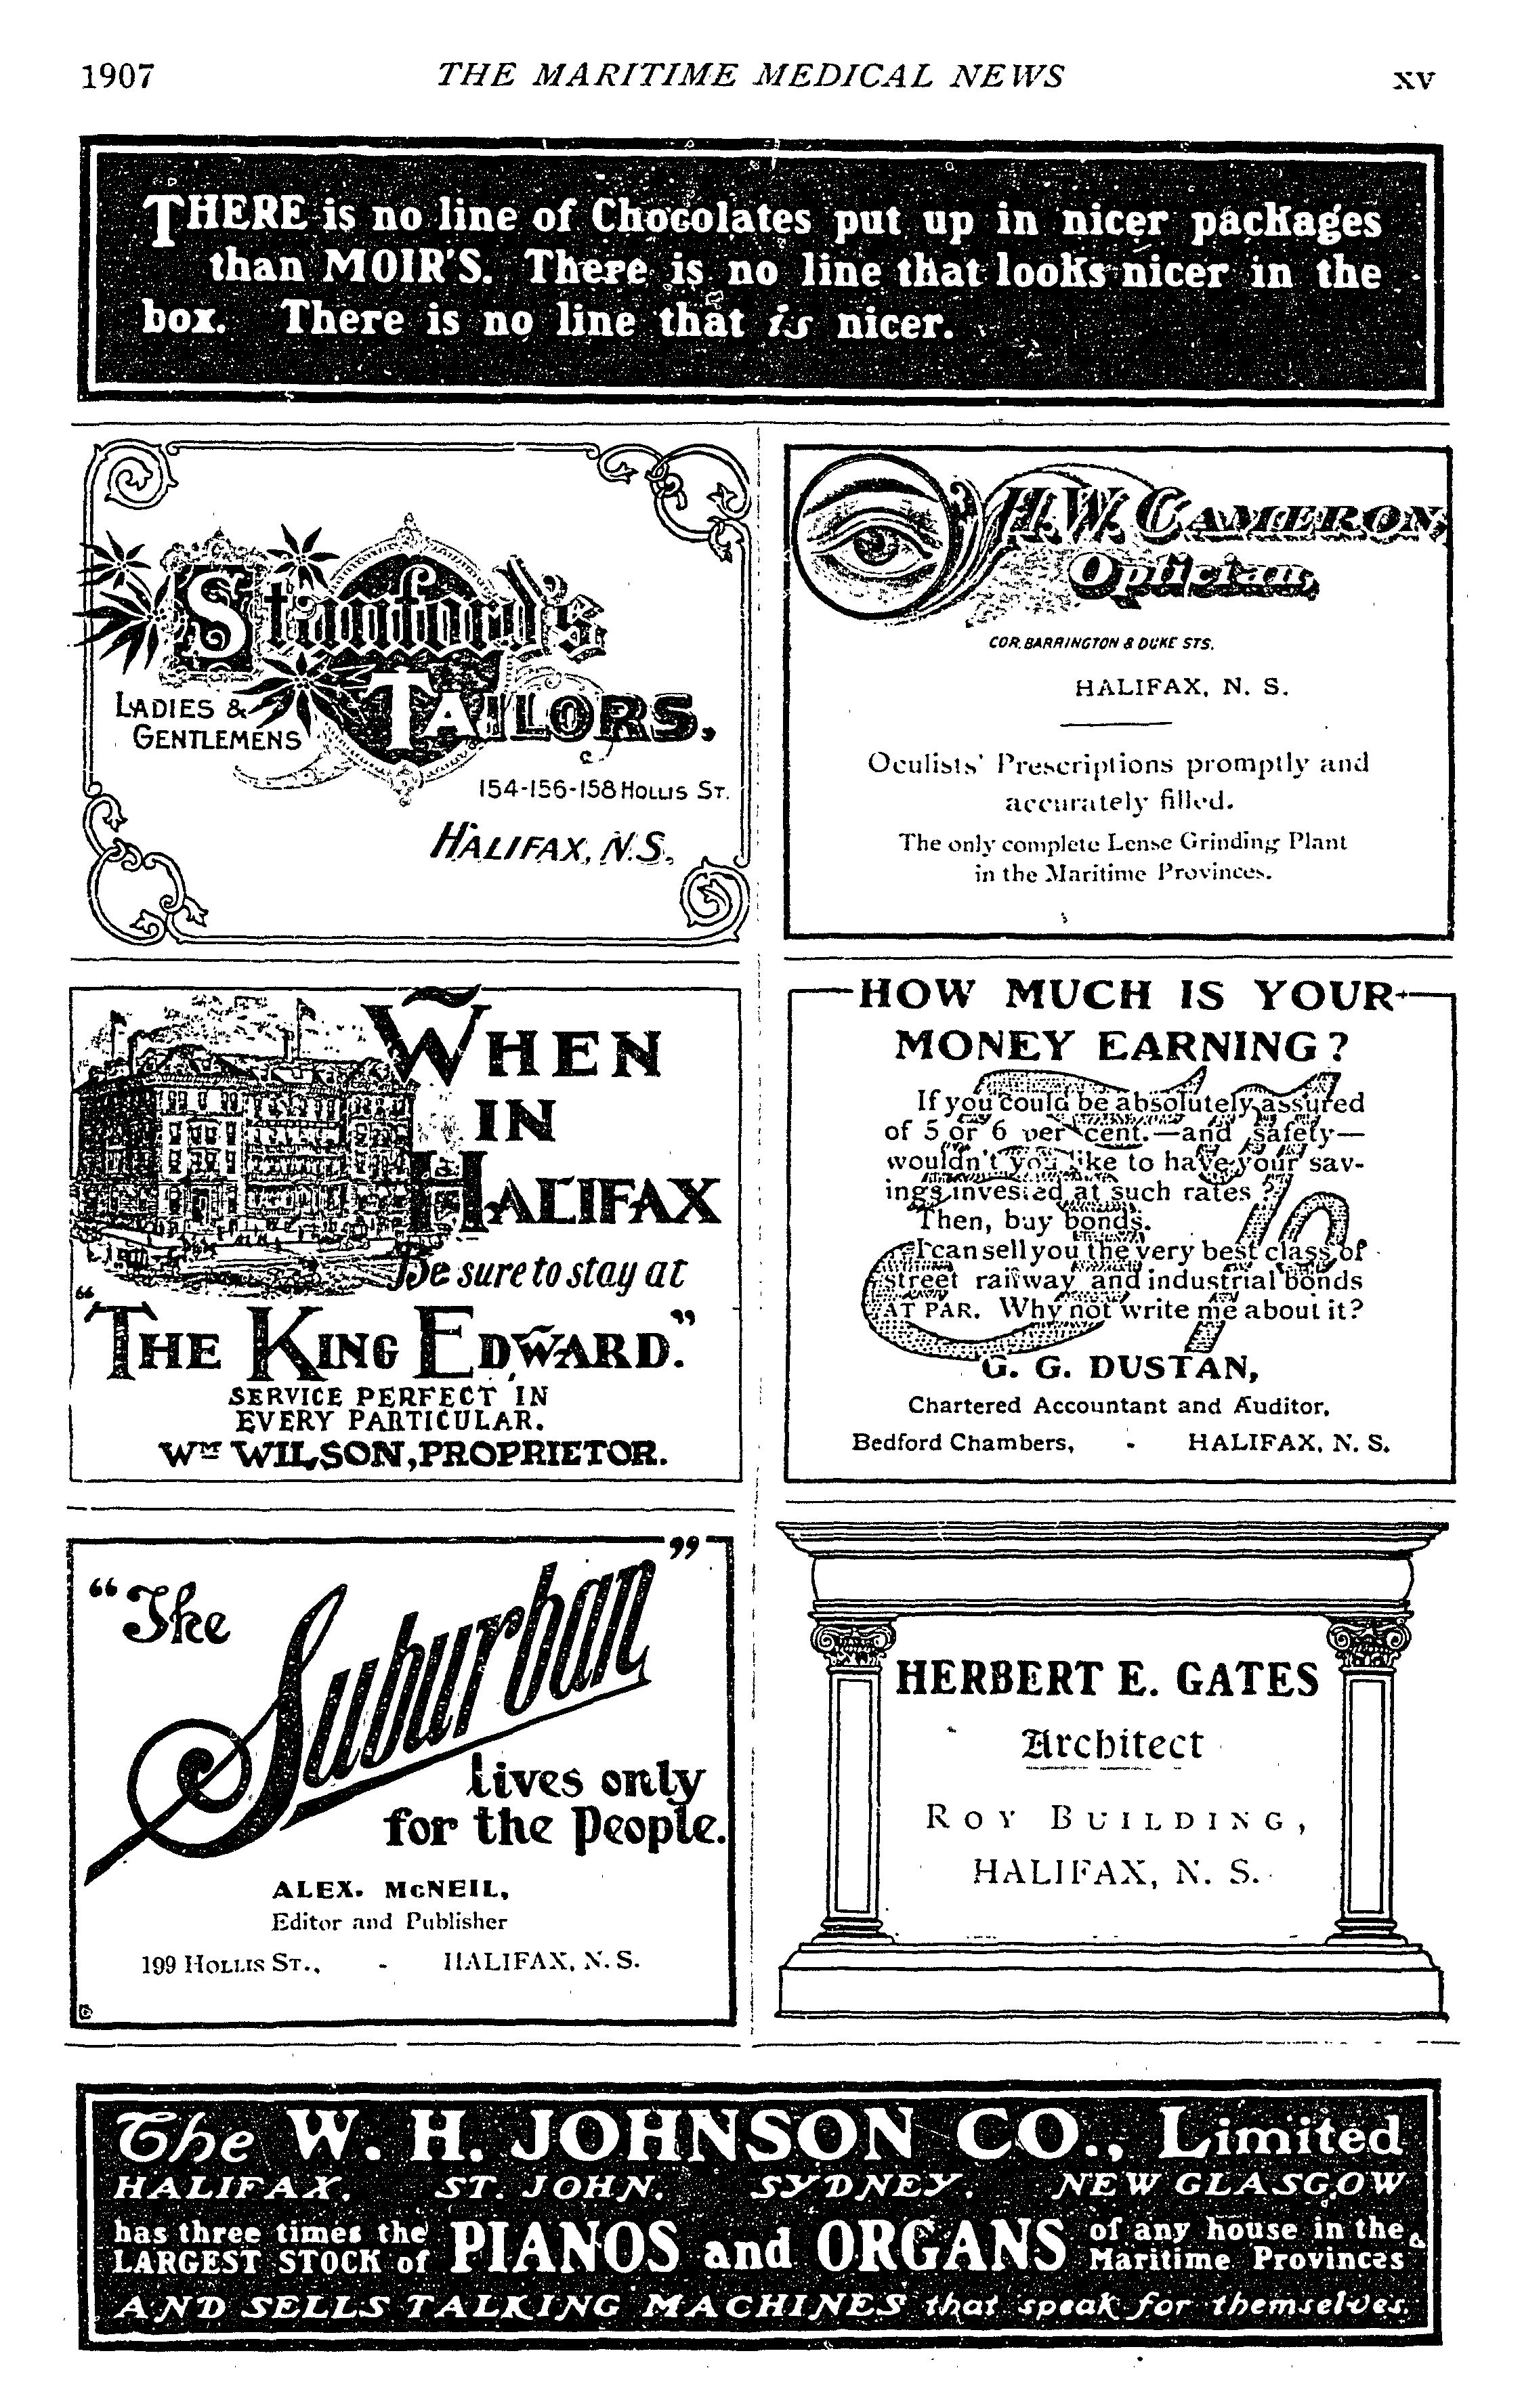 1907
THE MARITIME MEDICAL NEWS
xv
THERE is no line of Chocolates put up in nicer packages
than MOIR'S. There is no line that looks nicer in the
box. There is no line that is nicer.
Stanford's
LADIES &
GENTLEMENS
TAILORS,
154-156-158 HOLLIS ST.
HALIFAX, N.S.
H. W. CAMERON,
Optician,
COR. BARRINGTON & DUKE STS.
HALIFAX, N. S.
Oculists' Prescriptions promptly and
accurately filled.
The only complete Lense Grinding Plant
in the Maritime Provinces.
WHEN
IN
HALIFAX
be sure to stay at
"THE KING EDWARD."
SERVICE PERFECT IN
EVERY PARTICULAR.
WM WILSON, PROPRIETOR.
HOW MUCH IS YOUR
MONEY EARNING?
If you could be absolutely assured
of 5 or 6 per cent.—and safety—
wouldn't you like to have your sav-
ings invested at such rates?
Then, buy bonds.
I can sell you the very best class of
street railway and industrial bonds
AT PAR. Why not write me about it?
G. G. DUSTAN,
Chartered Accountant and Auditor,
Bedford Chambers, - HALIFAX, N. S.
"The
Suburban"
lives only
for the People.
ALEX. McNEIL,
Editor and Publisher
199 HOLLIS ST., - HALIFAX, N. S.
HERBERT E. GATES
Architect
ROY BUILDING,
HALIFAX, N. S.
The W. H. JOHNSON CO., Limited
HALIFAX. ST. JOHN. SYDNEY. NEW GLASGOW
has three times the
LARGEST STOCK of
PIANOS and ORGANS
of any house in the
Maritime Provinces
AND SELLS TALKING MACHINES that speak for themselves.